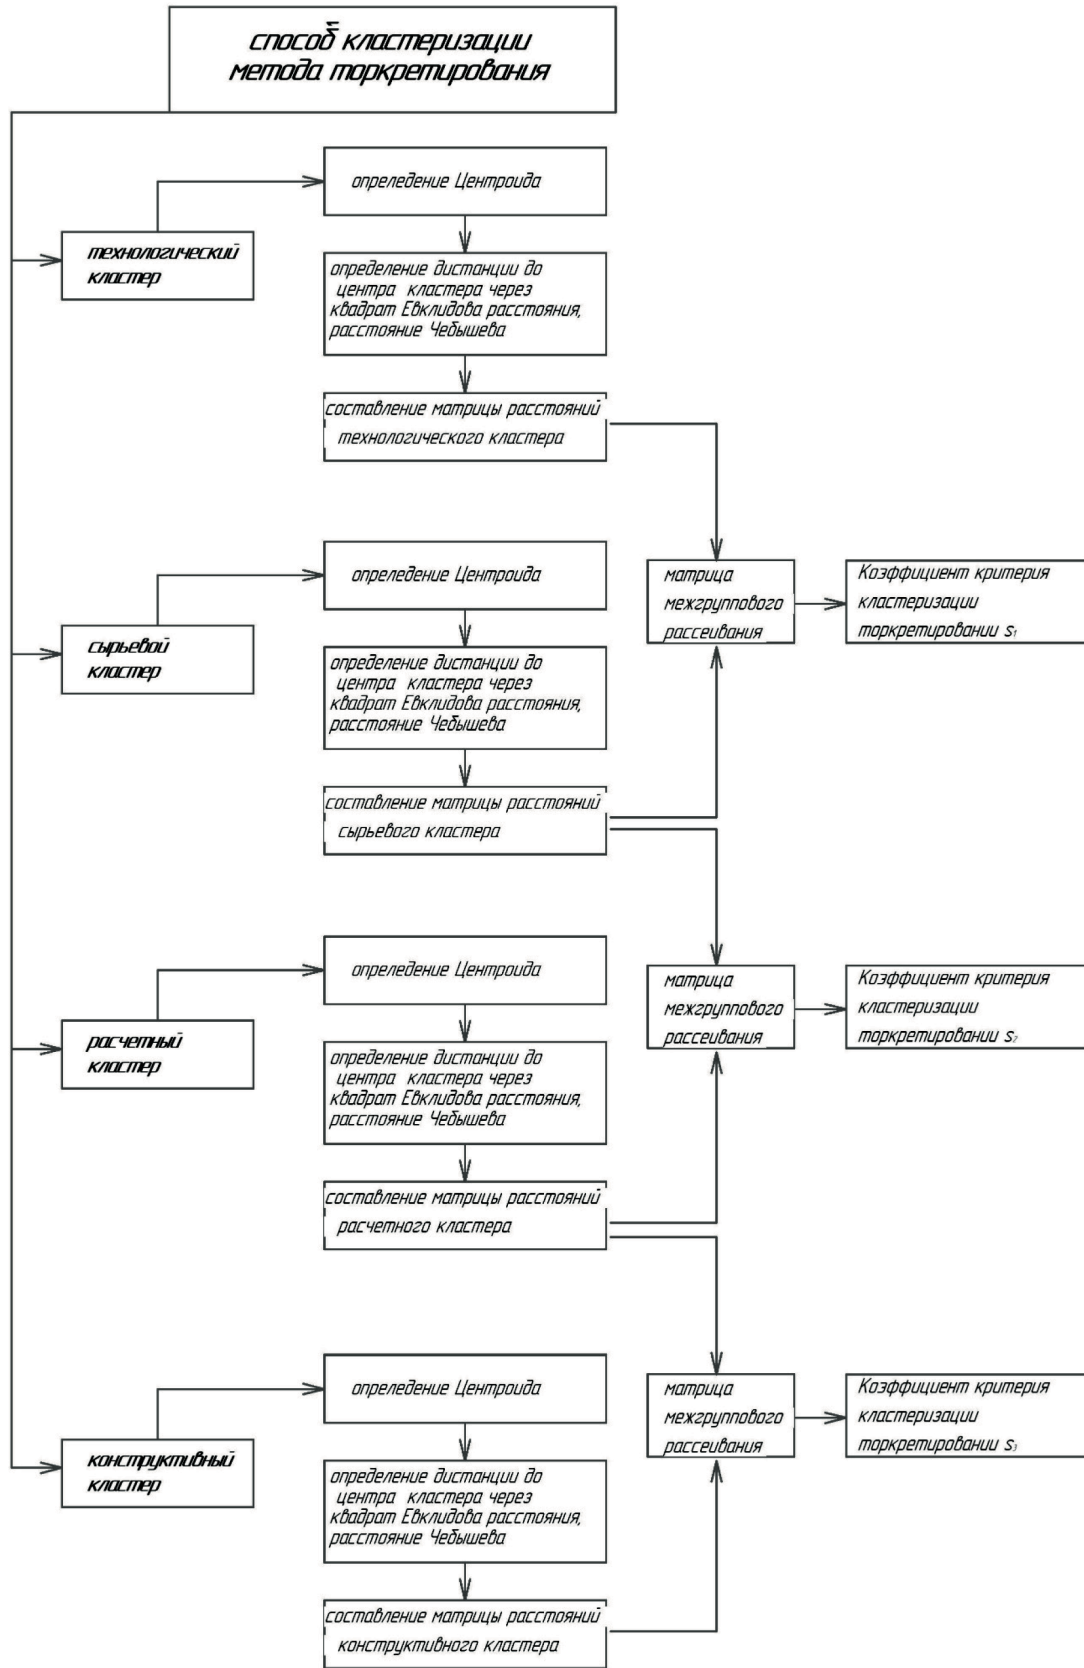 способ кластеризации
метода торкретирования
опреледение Центроида
технологический
кластер
определение дистанции до
центра кластера через
квадрат Евклидова расстояния,
расстояние Чебышева
составление матрицы расстояний
технологического кластера
опреледение Центроида
сырьевой
кластер
определение дистанции до
центра кластера через
квадрат Евклидова расстояния,
расстояние Чебышева
составление матрицы расстояний
сырьевого кластера
матрица
межгруппового
рассеивания
Коэффициент критерия
кластеризации
торкретировании s₁
опреледение Центроида
расчетный
кластер
определение дистанции до
центра кластера через
квадрат Евклидова расстояния,
расстояние Чебышева
составление матрицы расстояний
расчетного кластера
матрица
межгруппового
рассеивания
Коэффициент критерия
кластеризации
торкретировании s₂
опреледение Центроида
конструктивный
кластер
определение дистанции до
центра кластера через
квадрат Евклидова расстояния,
расстояние Чебышева
составление матрицы расстояний
конструктивного кластера
матрица
межгруппового
рассеивания
Коэффициент критерия
кластеризации
торкретировании s₃